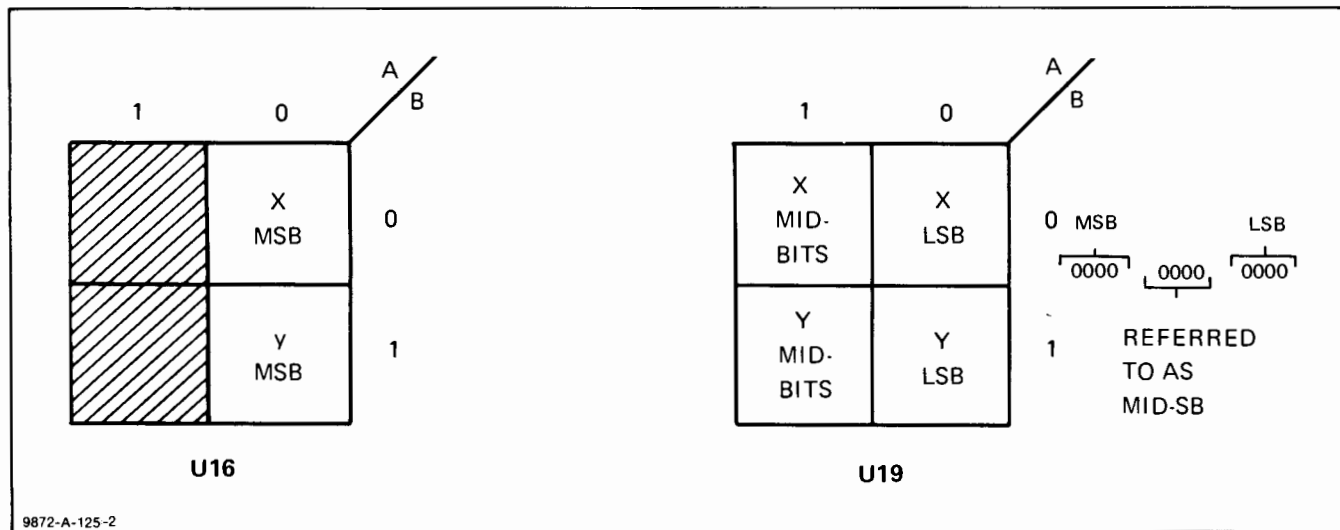 A
B
1 0
X
MSB
0
y
MSB
1
U16
A
B
1 0
X
MID-
BITS
X
LSB
0
Y
MID-
BITS
Y
LSB
1
U19
MSB LSB
0000 0000 0000
REFERRED
TO AS
MID-SB
9872-A-125-2